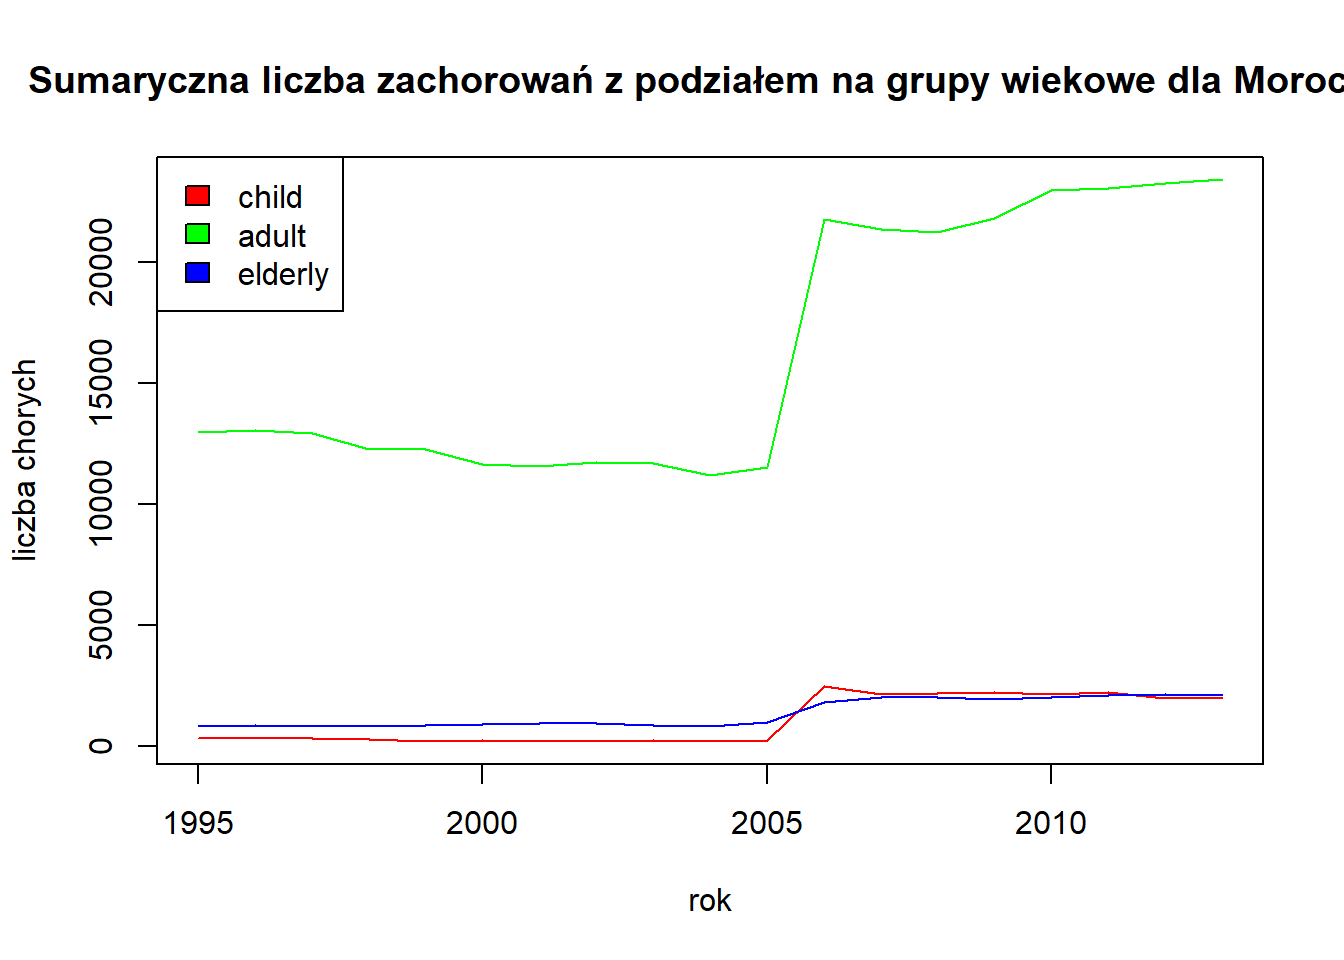 Sumaryczna liczba zachorowań z podziałem na grupy wiekowe dla Moroc
child
adult
elderly
liczba chorych
20000
15000
10000
5000
0
1995 2000 2005 2010
rok